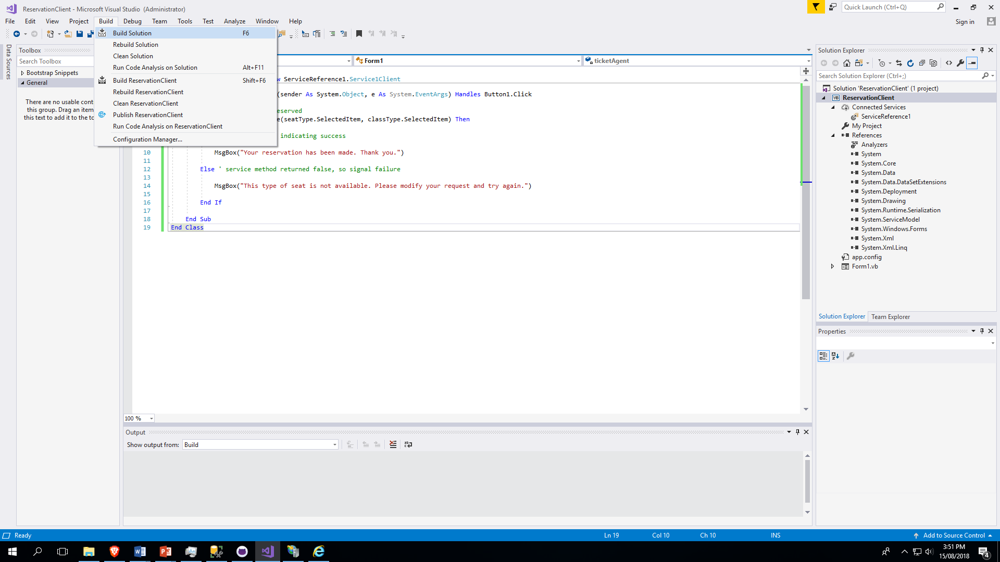 ReservationClient - Microsoft Visual Studio (Administrator)
Quick Launch (Ctrl+Q)
File Edit View Project Build Debug Team Tools Test Analyze Window Help
Sign in
Build Solution F6
Rebuild Solution
Clean Solution
Run Code Analysis on Solution Alt+F11
Build ReservationClient Shift+F6
Rebuild ReservationClient
Clean ReservationClient
Publish ReservationClient
Run Code Analysis on ReservationClient
Configuration Manager...
Data Sources
Toolbox
Search Toolbox
Bootstrap Snippets
General
There are no usable cont
this group. Drag an item
this text to add it to the to
Form1
ticketAgent
w ServiceReference1.Service1Client
(sender As System.Object, e As System.EventArgs) Handles Button1.Click
eserved
e(seatType.SelectedItem, classType.SelectedItem) Then
indicating success
10 MsgBox("Your reservation has been made. Thank you.")
11
12 Else ' service method returned false, so signal failure
13
14 MsgBox("This type of seat is not available. Please modify your request and try again.")
15
16 End If
17
18 End Sub
19 End Class
100 %
Output
Show output from: Build
Solution Explorer
Search Solution Explorer (Ctrl+;)
Solution 'ReservationClient' (1 project)
VB ReservationClient
Connected Services
ServiceReference1
My Project
References
Analyzers
System
System.Core
System.Data
System.Data.DataSetExtensions
System.Deployment
System.Drawing
System.Runtime.Serialization
System.ServiceModel
System.Windows.Forms
System.Xml
System.Xml.Linq
app.config
Form1.vb
Solution Explorer Team Explorer
Properties
Ready
Ln 19 Col 10 Ch 10 INS
Add to Source Control
3:51 PM
15/08/2018
4